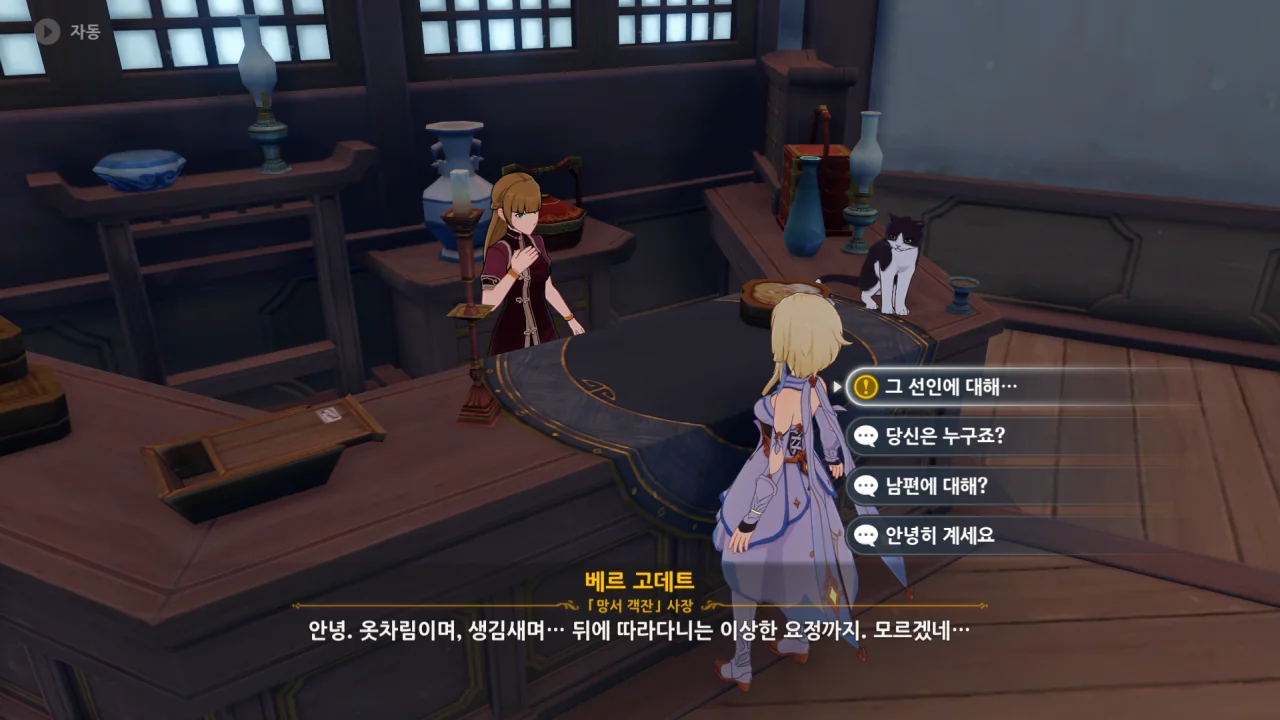 자동
그 선인에 대해…
당신은 누구죠?
남편에 대해?
안녕히 계세요
베르 고데트
「망서 객잔」 사장
안녕. 옷차림이며, 생김새며… 뒤에 따라다니는 이상한 요정까지. 모르겠네…